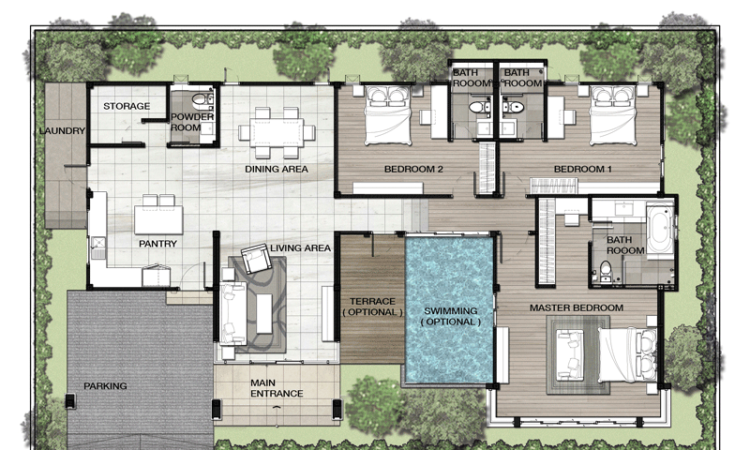 BATH
ROOOM
BATH
ROOOM
STORAGE
POWDER
ROOM
LAUNDRY
DINING AREA
BEDROOM 2
BEDROOM 1
PANTRY
LIVING AREA
BATH
ROOOM
TERRACE
( OPTIONAL )
SWIMMING
( OPTIONAL )
MASTER BEDROOM
PARKING
MAIN
ENTRANCE